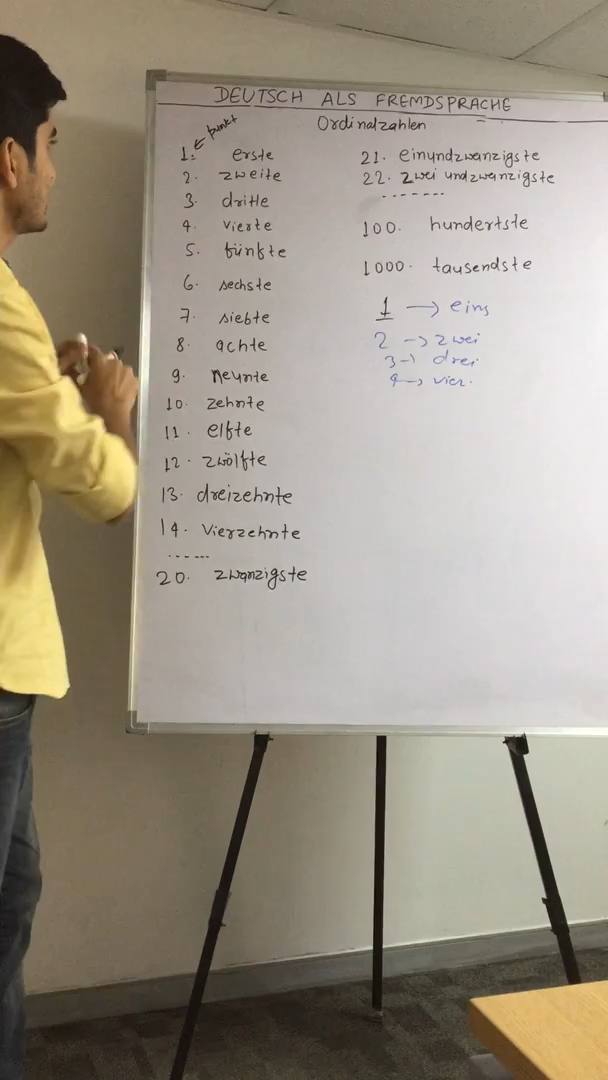 DEUTSCH ALS FREMDSPRACHE
Ordinalzahlen
punkt
1. erste
2. zweite
3. dritte
4. vierte
5. fünfte
6. sechste
7. siebte
8. achte
9. neunte
10. zehnte
11. elfte
12. zwölfte
13. dreizehnte
14. vierzehnte
......
20. zwanzigste
21. einundzwanzigste
22. zwei undzwanzigste
.......
100. hundertste
1000. tausendste
1 → eins
2 → zwei
3 → drei
4 → vier.